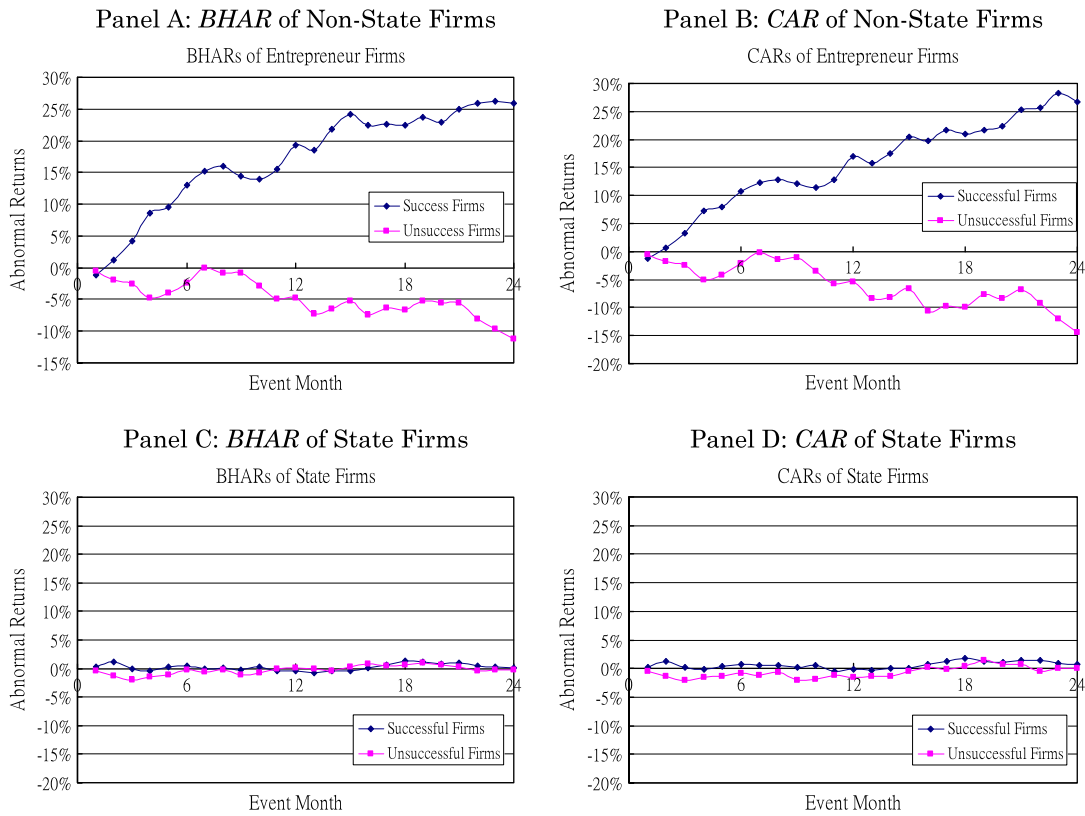 Panel A: BHAR of Non-State Firms
BHARs of Entrepreneur Firms
30%
25%
20%
15%
10%
5%
0%
-5%
-10%
-15%
Abnormal Returns
0
6
12
18
24
Success Firms
Unsuccess Firms
Event Month
Panel B: CAR of Non-State Firms
CARs of Entrepreneur Firms
30%
25%
20%
15%
10%
5%
0%
-5%
-10%
-15%
-20%
Abnormal Returns
0
6
12
18
24
Successful Firms
Unsuccessful Firms
Event Month
Panel C: BHAR of State Firms
BHARs of State Firms
30%
25%
20%
15%
10%
5%
0%
-5%
-10%
-15%
-20%
Abnormal Returns
0
6
12
18
24
Successful Firms
Unsuccessful Firms
Event Month
Panel D: CAR of State Firms
CARs of State Firms
30%
25%
20%
15%
10%
5%
0%
-5%
-10%
-15%
-20%
Abnormal Returns
0
6
12
18
24
Successful Firms
Unsuccessful Firms
Event Month